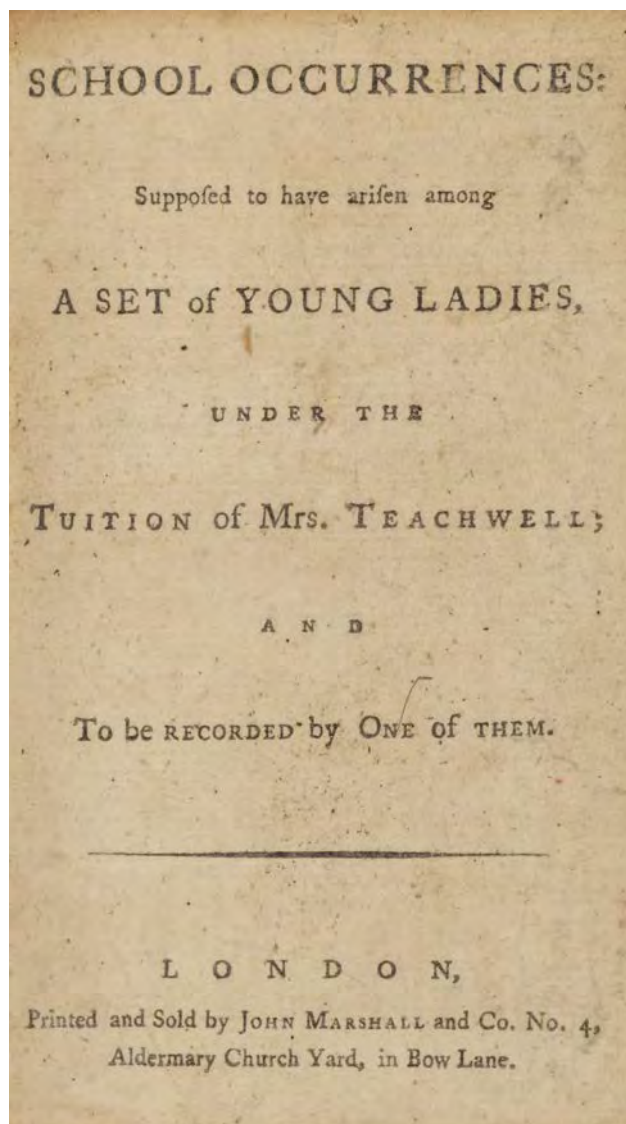 SCHOOL OCCURRENCES:
Suppoſed to have ariſen among
A SET of YOUNG LADIES,
UNDER THE
TUITION of Mrs. TEACHWELL;
AND
To be RECORDED by ONE of THEM.
LONDON,
Printed and Sold by JOHN MARSHALL and Co. No. 4,
Aldermary Church Yard, in Bow Lane.